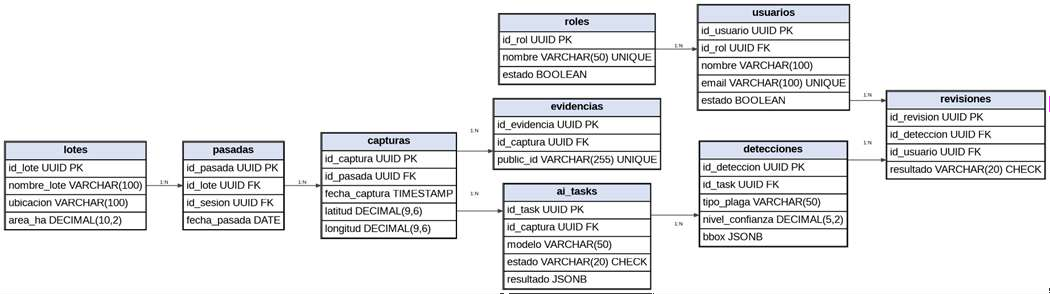 lotes
id_lote UUID PK
nombre_lote VARCHAR(100)
ubicacion VARCHAR(100)
area_ha DECIMAL(10,2)
1:N
pasadas
id_pasada UUID PK
id_lote UUID FK
id_sesion UUID FK
fecha_pasada DATE
1:N
capturas
id_captura UUID PK
id_pasada UUID FK
fecha_captura TIMESTAMP
latitud DECIMAL(9,6)
longitud DECIMAL(9,6)
1:N
1:N
roles
id_rol UUID PK
nombre VARCHAR(50) UNIQUE
estado BOOLEAN
1:N
evidencias
id_evidencia UUID PK
id_captura UUID FK
public_id VARCHAR(255) UNIQUE
ai_tasks
id_task UUID PK
id_captura UUID FK
modelo VARCHAR(50)
estado VARCHAR(20) CHECK
resultado JSONB
1:N
usuarios
id_usuario UUID PK
id_rol UUID FK
nombre VARCHAR(100)
email VARCHAR(100) UNIQUE
estado BOOLEAN
1:N
detecciones
id_deteccion UUID PK
id_task UUID FK
tipo_plaga VARCHAR(50)
nivel_confianza DECIMAL(5,2)
bbox JSONB
1:N
revisiones
id_revision UUID PK
id_deteccion UUID FK
id_usuario UUID FK
resultado VARCHAR(20) CHECK